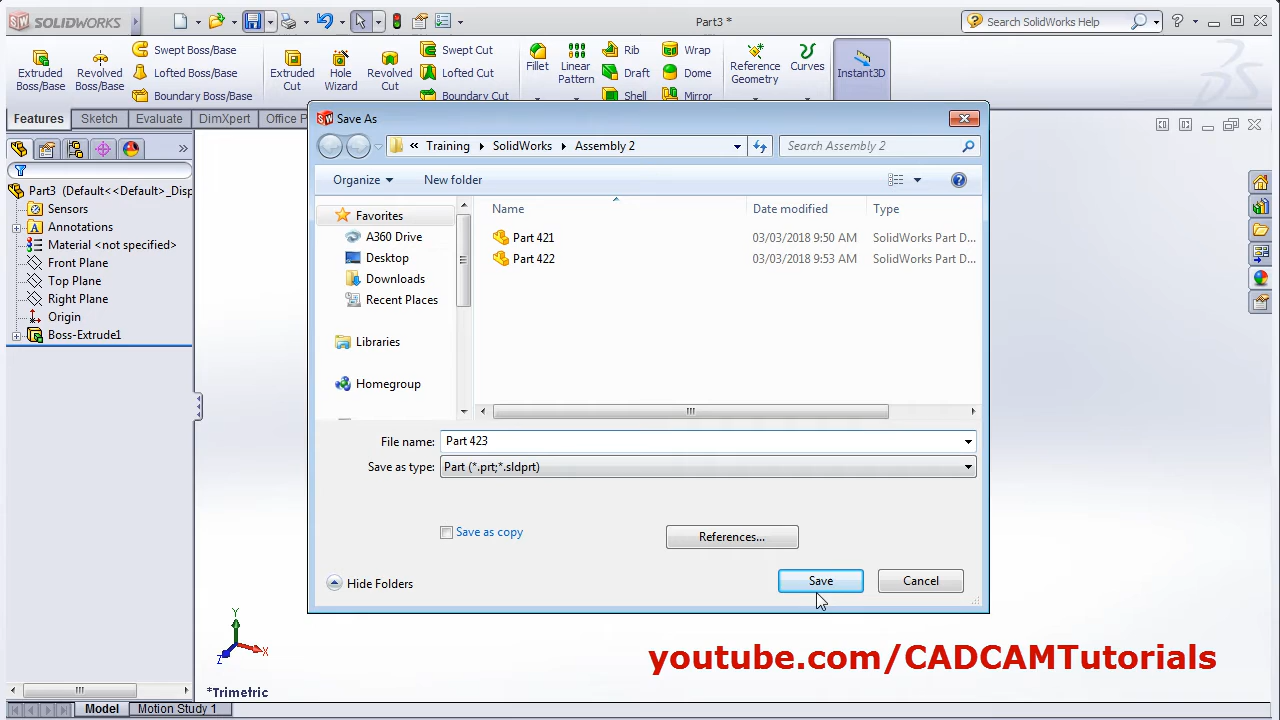 SOLIDWORKS
Part3 *
Search SolidWorks Help
Extruded Boss/Base
Revolved Boss/Base
Swept Boss/Base
Lofted Boss/Base
Boundary Boss/Base
Extruded Cut
Hole Wizard
Revolved Cut
Swept Cut
Lofted Cut
Boundary Cut
Fillet
Linear Pattern
Rib
Draft
Shell
Wrap
Dome
Mirror
Reference Geometry
Curves
Instant3D
Features
Sketch
Evaluate
DimXpert
Office P
Part3 (Default<<Default>_Disp
Sensors
Annotations
Material <not specified>
Front Plane
Top Plane
Right Plane
Origin
Boss-Extrude1
Save As
« Training SolidWorks Assembly 2
Search Assembly 2
Organize
New folder
Favorites
A360 Drive
Desktop
Downloads
Recent Places
Libraries
Homegroup
Name Date modified Type
Part 421 03/03/2018 9:50 AM SolidWorks Part D...
Part 422 03/03/2018 9:53 AM SolidWorks Part D...
File name: Part 423
Save as type: Part (*.prt;*.sldprt)
Save as copy
References...
Hide Folders
Save
Cancel
Y
X
Z
*Trimetric
youtube.com/CADCAMTutorials
Model
Motion Study 1